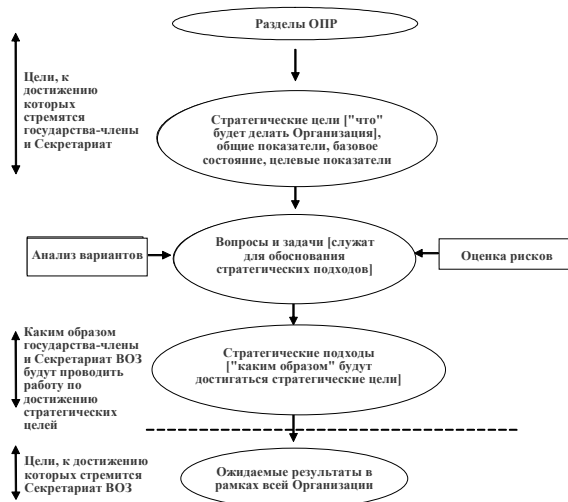 Разделы ОПР
Цели, к
достижению
которых
стремятся
государства-члены
и Секретариат
Стратегические цели ["что"
будет делать Организация],
общие показатели, базовое
состояние, целевые показатели
Анализ вариантов
Вопросы и задачи [служат
для обоснования
стратегических подходов]
Оценка рисков
Каким образом
государства-члены
и Секретариат ВОЗ
будут проводить
работу по
достижению
стратегических
целей
Стратегические подходы
["каким образом" будут
достигаться стратегические цели]
Цели, к достижению
которых стремится
Секретариат ВОЗ
Ожидаемые результаты в
рамках всей Организации